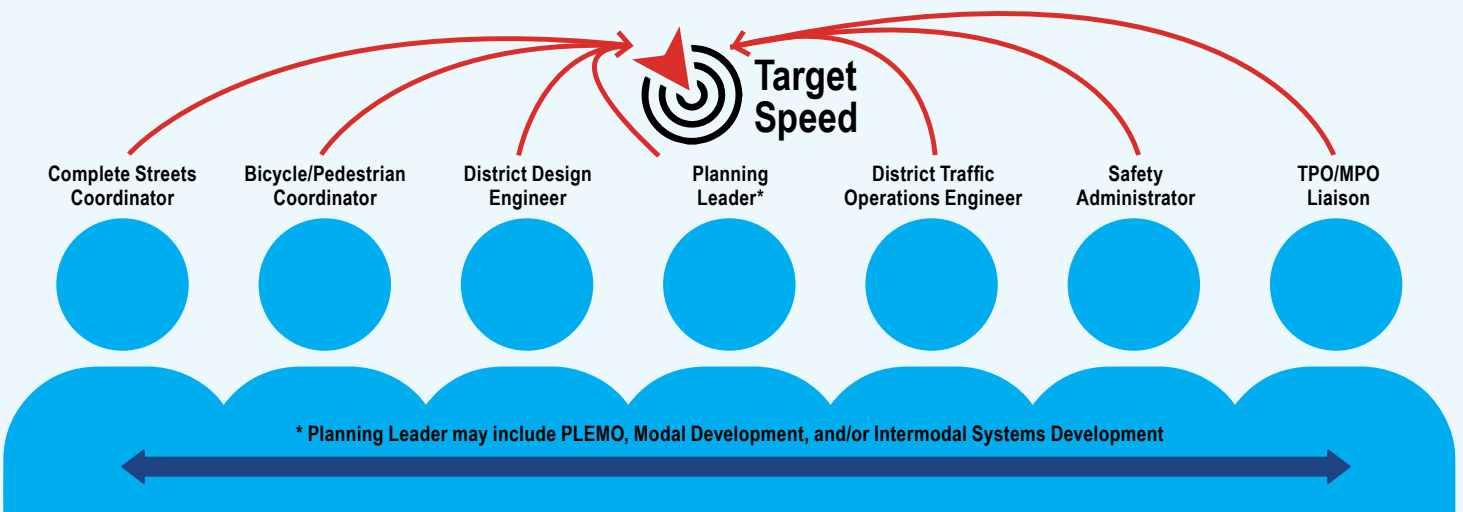 Target
Speed
Complete Streets
Coordinator
Bicycle/Pedestrian
Coordinator
District Design
Engineer
Planning
Leader*
District Traffic
Operations Engineer
Safety
Administrator
TPO/MPO
Liaison
* Planning Leader may include PLEMO, Modal Development, and/or Intermodal Systems Development